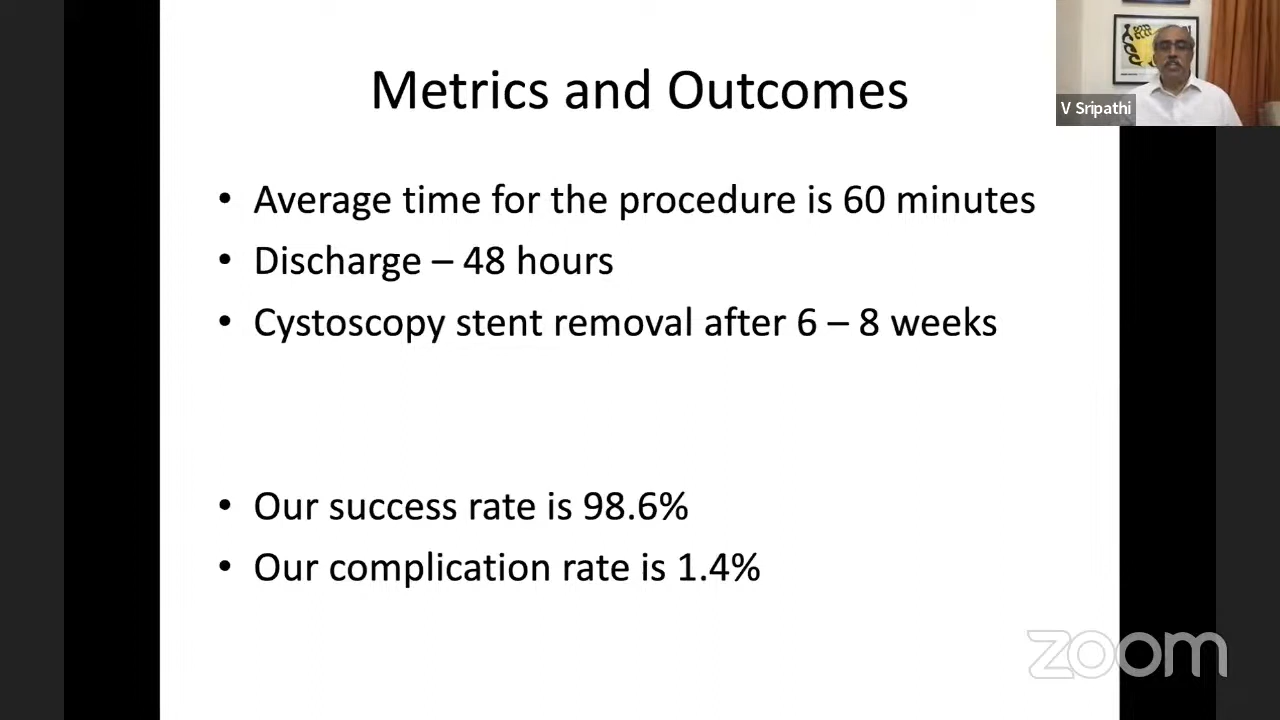 Metrics and Outcomes
V Sripathi
• Average time for the procedure is 60 minutes
• Discharge – 48 hours
• Cystoscopy stent removal after 6 – 8 weeks
• Our success rate is 98.6%
• Our complication rate is 1.4%
zoom